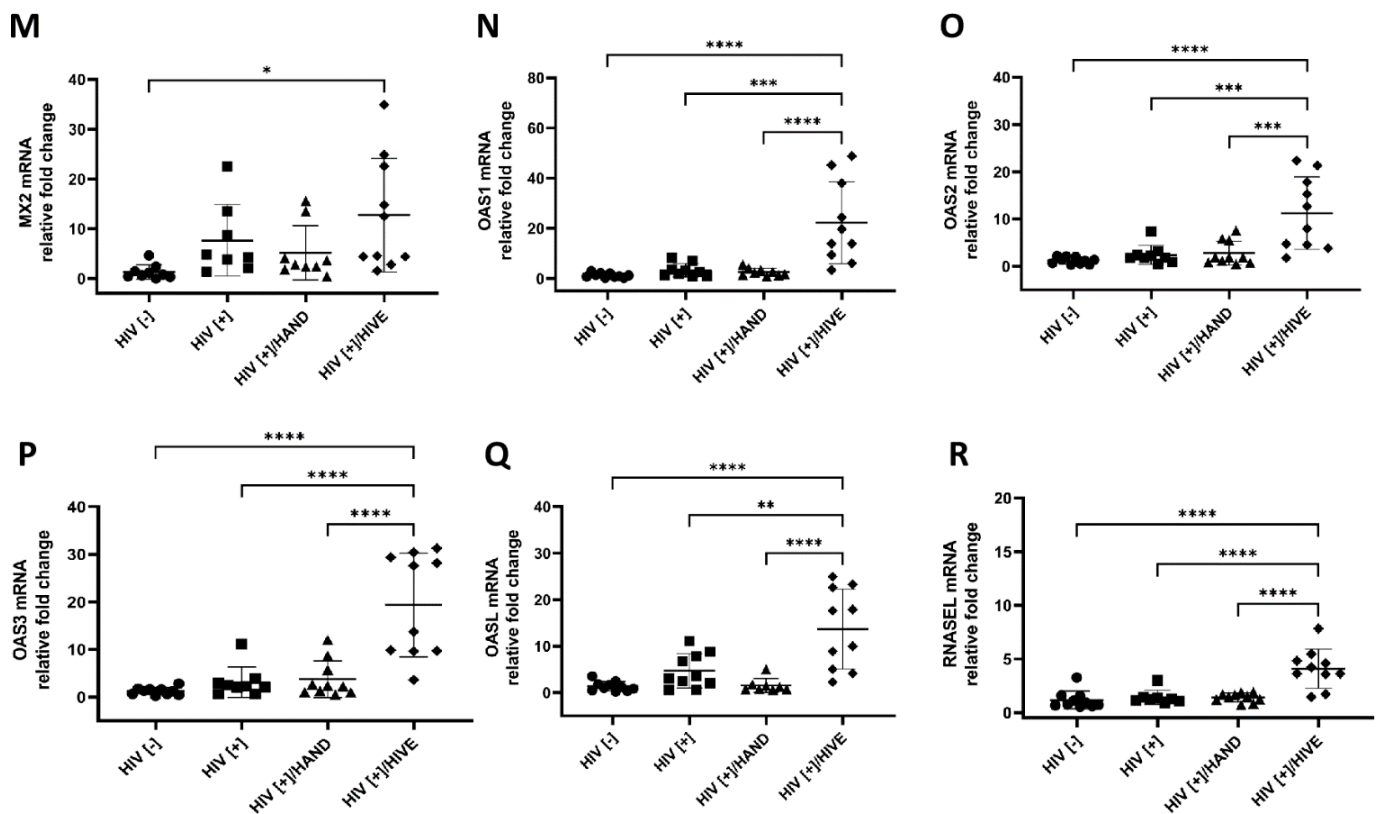 M
MX2 mRNA
relative fold change
40
30
20
10
0
*
HIV [-]
HIV [+]
HIV [+]/HAND
HIV [+]/HIVE
N
OAS1 mRNA
relative fold change
80
60
40
20
0
****
***
****
HIV [-]
HIV [+]
HIV [+]/HAND
HIV [+]/HIVE
O
OAS2 mRNA
relative fold change
40
30
20
10
0
****
***
***
HIV [-]
HIV [+]
HIV [+]/HAND
HIV [+]/HIVE
P
OAS3 mRNA
relative fold change
40
30
20
10
0
****
****
****
HIV [-]
HIV [+]
HIV [+]/HAND
HIV [+]/HIVE
Q
OASL mRNA
relative fold change
40
30
20
10
0
****
**
****
HIV [-]
HIV [+]
HIV [+]/HAND
HIV [+]/HIVE
R
RNASEL mRNA
relative fold change
20
15
10
5
0
****
****
****
HIV [-]
HIV [+]
HIV [+]/HAND
HIV [+]/HIVE